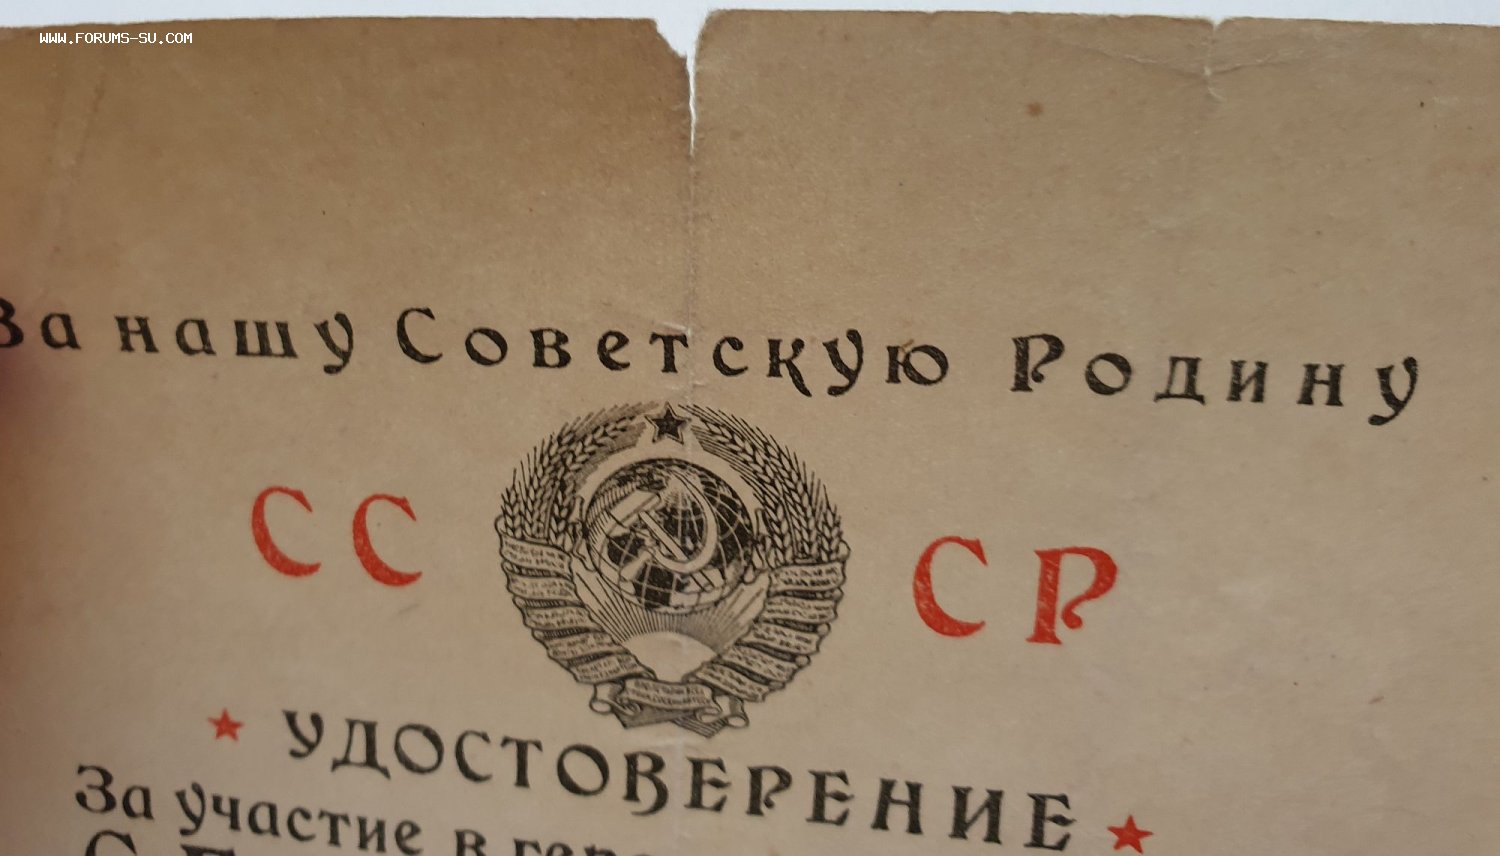 WWW.FORUMS-SU.COM
За нашу Советскую Родину
СС СР
УДОСТОВЕРЕНИЕ
За участие в